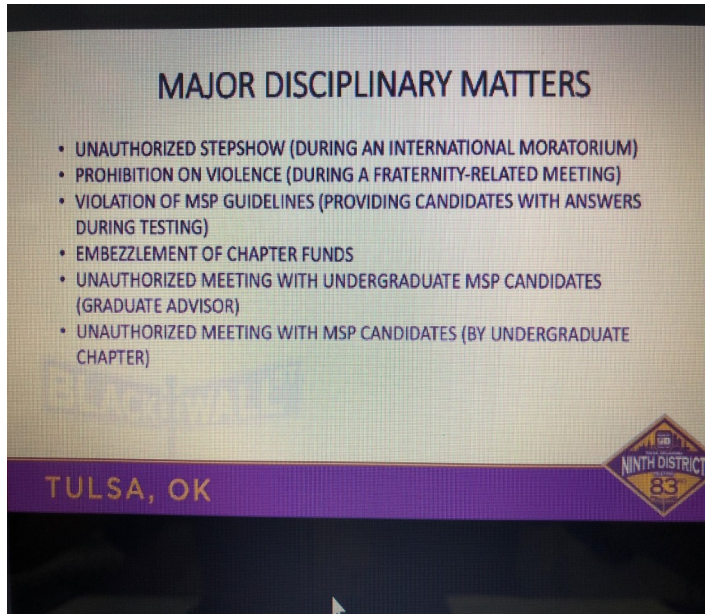 MAJOR DISCIPLINARY MATTERS
• UNAUTHORIZED STEPSHOW (DURING AN INTERNATIONAL MORATORIUM)
• PROHIBITION ON VIOLENCE (DURING A FRATERNITY-RELATED MEETING)
• VIOLATION OF MSP GUIDELINES (PROVIDING CANDIDATES WITH ANSWERS
DURING TESTING)
• EMBEZZLEMENT OF CHAPTER FUNDS
• UNAUTHORIZED MEETING WITH UNDERGRADUATE MSP CANDIDATES
(GRADUATE ADVISOR)
• UNAUTHORIZED MEETING WITH MSP CANDIDATES (BY UNDERGRADUATE
CHAPTER)
BLACK WALL
NINTH DISTRICT
83
TULSA, OK